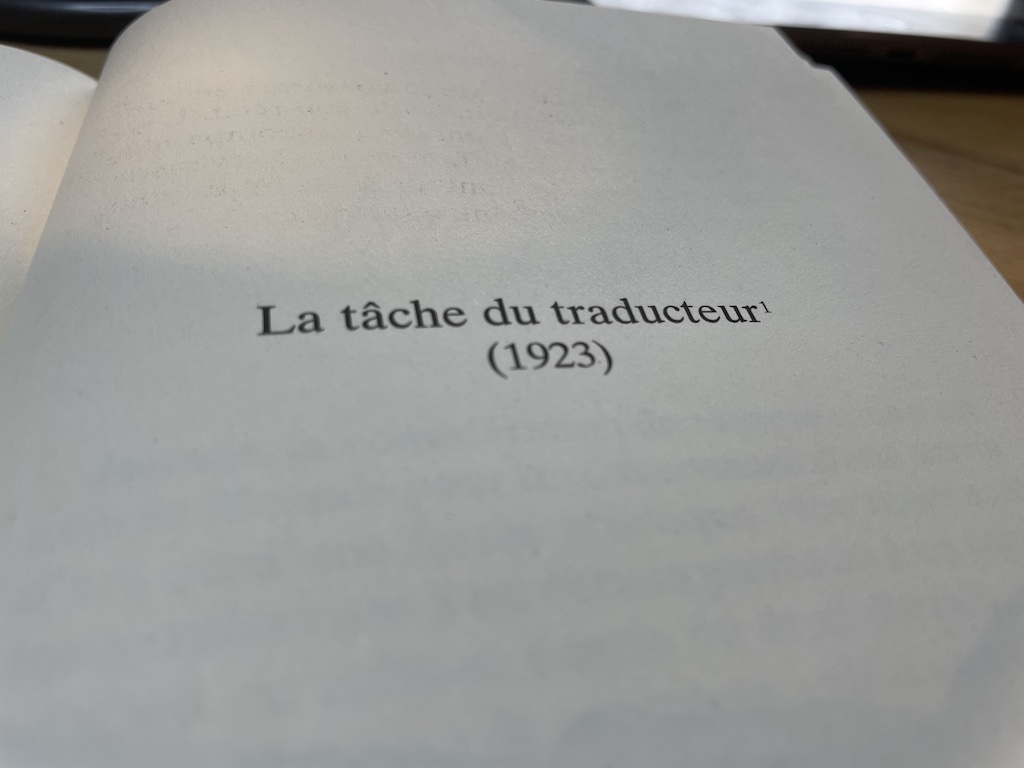 La tâche du traducteur¹
(1923)